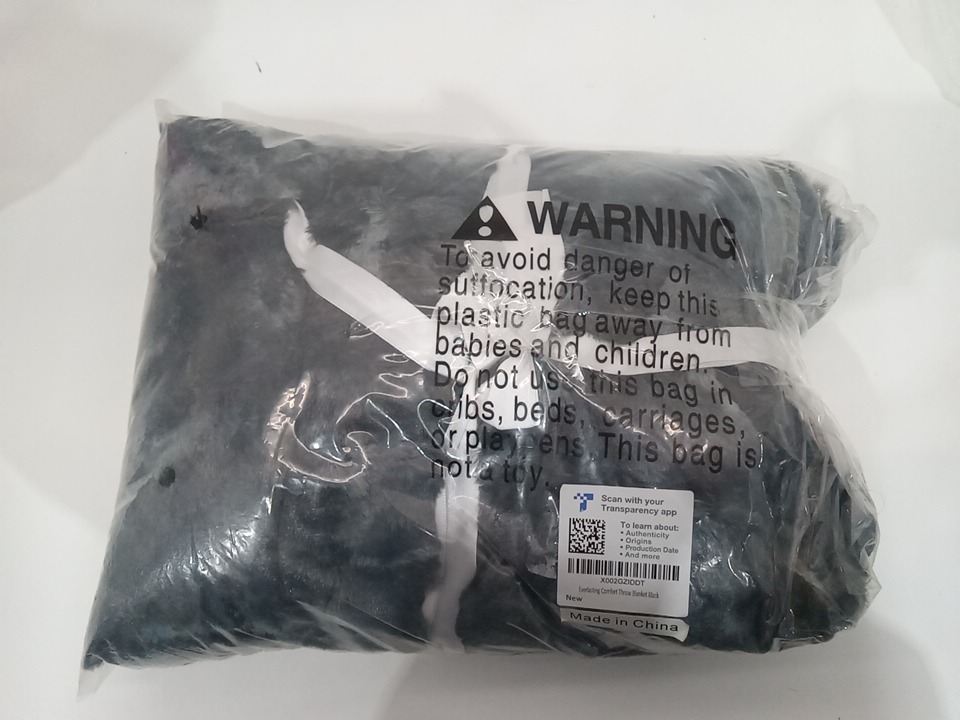 WARNING
To avoid danger of
suffocation, keep this
plastic bag away from
babies and children.
Do not use this bag in
cribs, beds, carriages,
or play pens. This bag is
not a toy.
Scan with your
Transparency app
To learn about:
• Authenticity
• Origins
• Production Date
• And more
X002GZIDDT
Everlasting Comfort Throw Blanket Black
New
Made in China